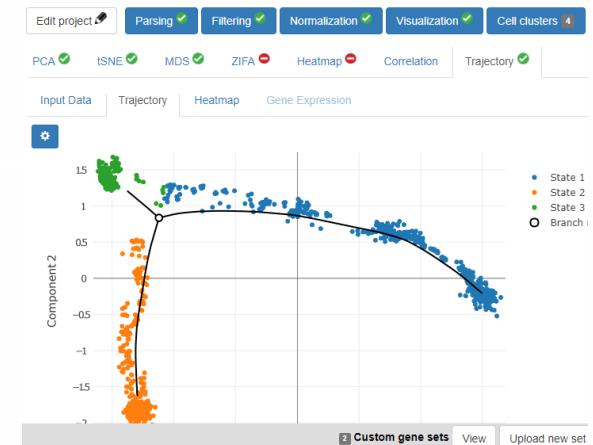 Edit project Parsing Filtering Normalization Visualization Cell clusters 4
PCA tSNE MDS ZIFA Heatmap Correlation Trajectory
Input Data Trajectory Heatmap Gene Expression
1.5
1
0.5
0
−0.5
−1
−1.5
−2
Component 2
State 1
State 2
State 3
Branch
2 Custom gene sets View Upload new set